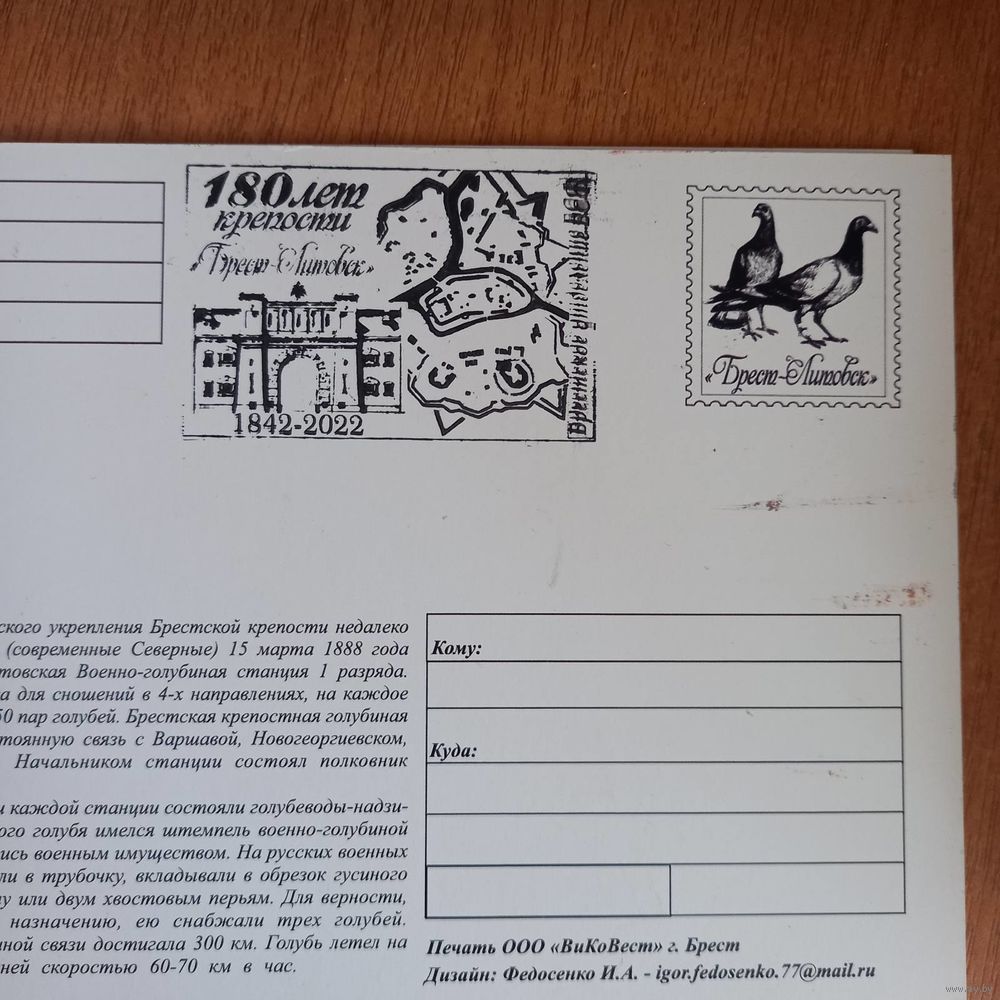 180 лет
крепости
«Брест-Литовск»
1842-2022
«Брест-Литовск»
ского укрепления Брестской крепости недалеко
(современные Северные) 15 марта 1888 года
товская Военно-голубиная станция 1 разряда.
а для сношений в 4-х направлениях, на каждое
50 пар голубей. Брестская крепостная голубиная
тоянную связь с Варшавой, Новогеоргиевском,
Начальником станции состоял полковник
и каждой станции состояли голубеводы-надзи-
ого голубя имелся штемпель военно-голубиной
ись военным имуществом. На русских военных
ли в трубочку, вкладывали в обрезок гусиного
у или двум хвостовым перьям. Для верности,
назначению, ею снабжали трех голубей.
ной связи достигала 300 км. Голубь летел на
ней скоростью 60-70 км в час.
Кому:
Куда:
Печать ООО «ВиКоВест» г. Брест
Дизайн: Федосенко И.А. - igor.fedosenko.77@mail.ru